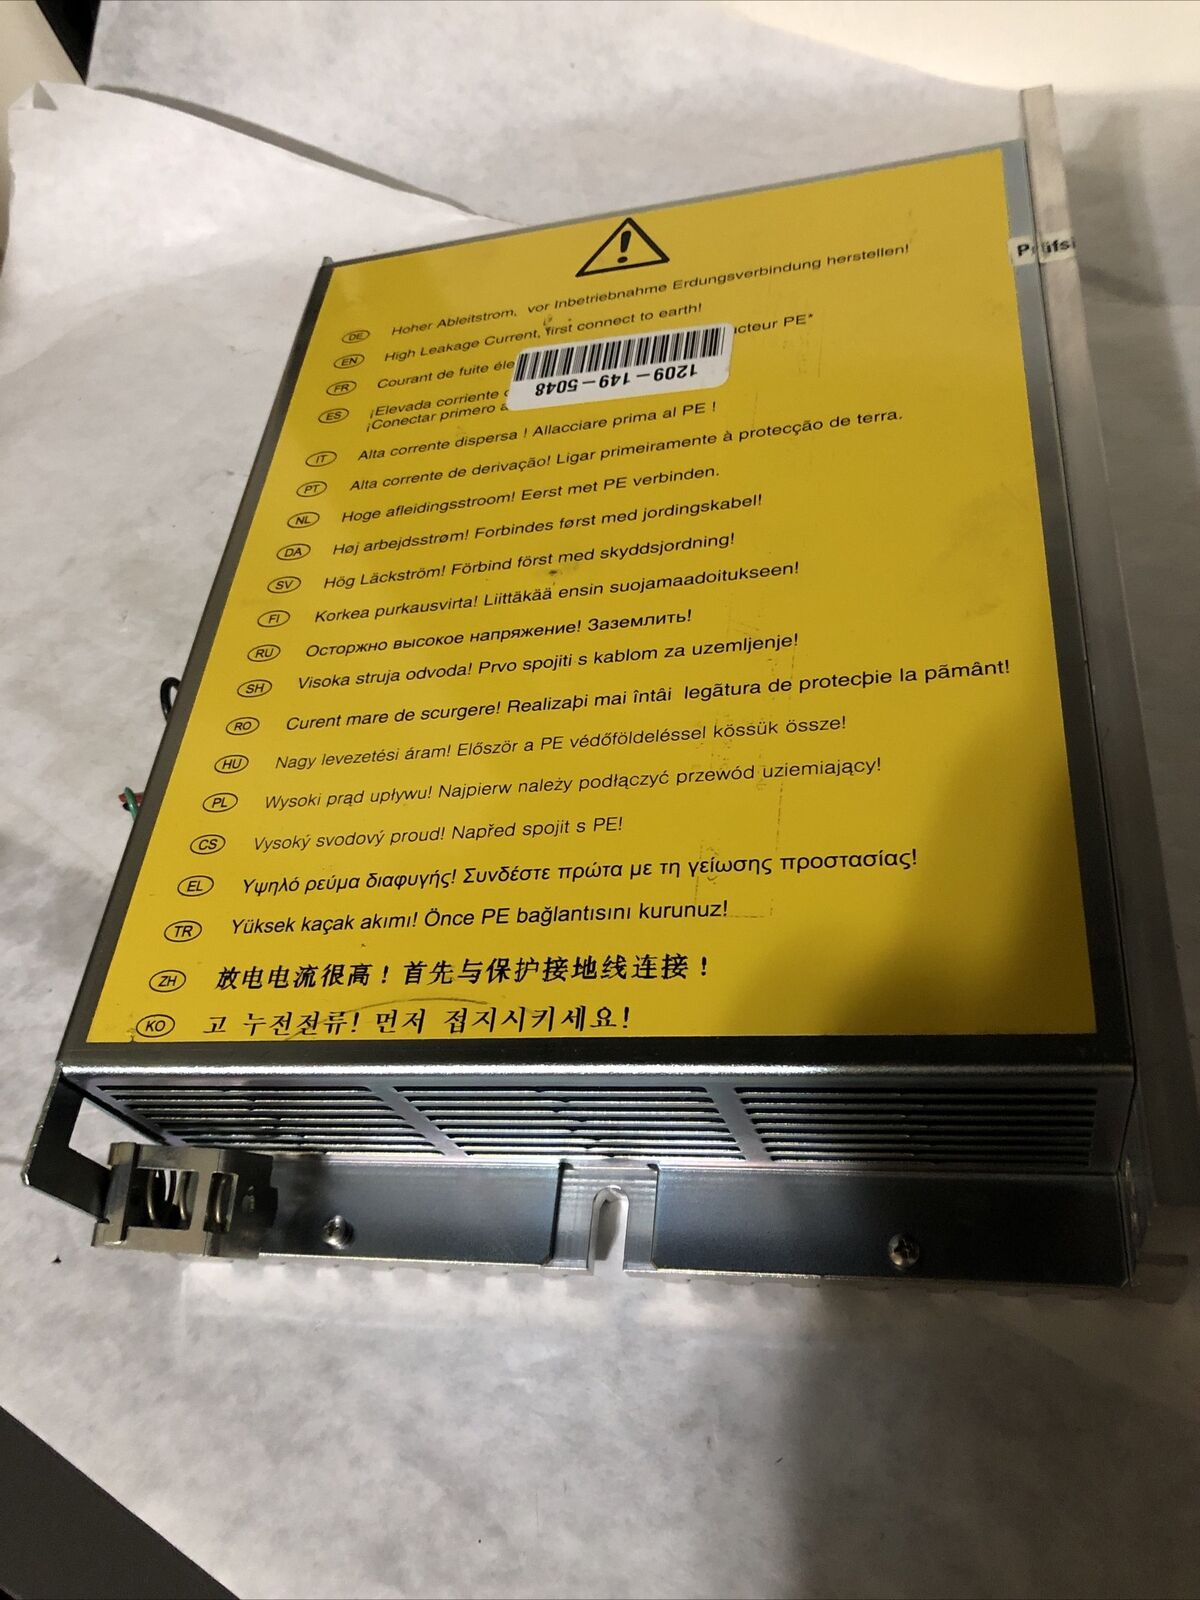 DE Hoher Ableitstrom, vor Inbetriebnahme Erdungsverbindung herstellen!
EN High Leakage Current, first connect to earth!
FR Courant de fuite éle ucteur PE*
ES ¡Elevada corriente
¡Conectar primero a
1209-149-5048
IT Alta corrente dispersa ! Allacciare prima al PE !
PT Alta corrente de derivação! Ligar primeiramente à protecção de terra.
NL Hoge afleidingsstroom! Eerst met PE verbinden.
DA Høj arbejdsstrøm! Forbindes først med jordingskabel!
SV Hög Läckström! Förbind först med skyddsjordning!
FI Korkea purkausvirta! Liittäkää ensin suojamaadoitukseen!
RU Осторжно высокое напряжение! Заземлить!
SH Visoka struja odvoda! Prvo spojiti s kablom za uzemljenje!
RO Curent mare de scurgere! Realizaþi mai întâi legãtura de protecþie la pãmânt!
HU Nagy levezetési áram! Először a PE védőföldeléssel kössük össze!
PL Wysoki prąd upływu! Najpierw należy podłączyć przewód uziemiający!
CS Vysoký svodový proud! Napřed spojit s PE!
EL Υψηλό ρεύμα διαφυγής! Συνδέστε πρώτα με τη γείωσης προστασίας!
TR Yüksek kaçak akımı! Önce PE bağlantısını kurunuz!
ZH 放电电流很高！首先与保护接地线连接！
KO 고 누전전류! 먼저 접지시키세요!
Prüfsi